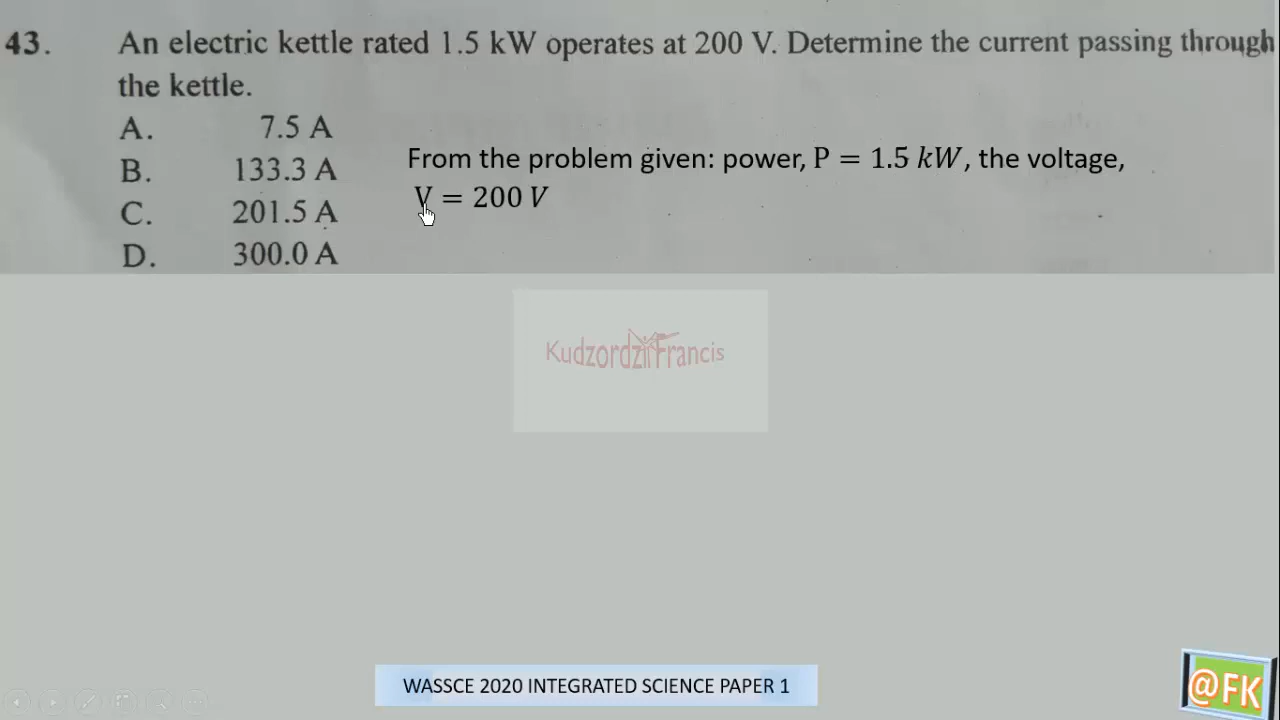 43. An electric kettle rated 1.5 kW operates at 200 V. Determine the current passing through
the kettle.
A. 7.5 A
B. 133.3 A
C. 201.5 A
D. 300.0 A
From the problem given: power, P = 1.5 kW, the voltage,
V = 200 V
Kudzordzi Francis
WASSCE 2020 INTEGRATED SCIENCE PAPER 1
@FK